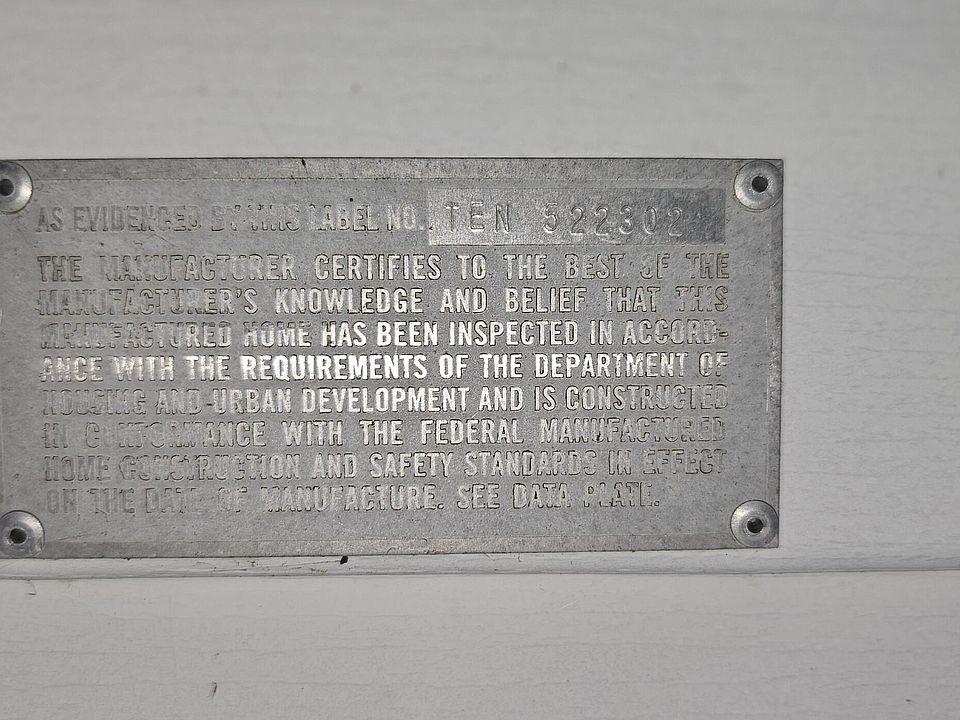 AS EVIDENCED BY THIS LABEL NO. TEN 522302
THE MANUFACTURER CERTIFIES TO THE BEST OF THE
MANUFACTURER'S KNOWLEDGE AND BELIEF THAT THIS
MANUFACTURED HOME HAS BEEN INSPECTED IN ACCORD-
ANCE WITH THE REQUIREMENTS OF THE DEPARTMENT OF
HOUSING AND URBAN DEVELOPMENT AND IS CONSTRUCTED
IN CONFORMANCE WITH THE FEDERAL MANUFACTURED
HOME CONSTRUCTION AND SAFETY STANDARDS IN EFFECT
ON THE DATE OF MANUFACTURE. SEE DATA PLATE.